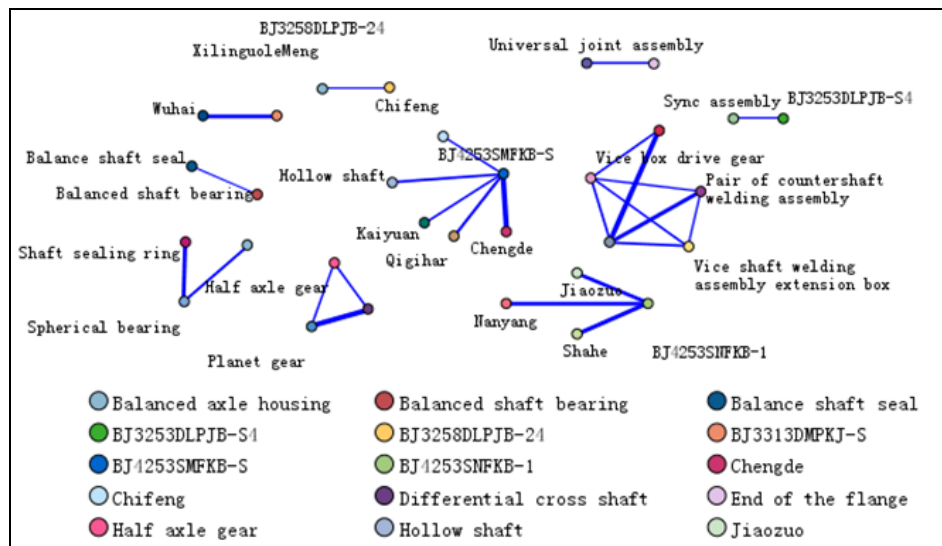 BJ3258DLPJB-24
XilinguoleMeng
Universal joint assembly
Chifeng
Wuhai
Sync assembly
BJ3253DLPJB-S4
Balance shaft seal
BJ4253SMFKB-S
Vice box drive gear
Hollow shaft
Pair of countershaft
welding assembly
Balanced shaft bearing
Kaiyuan
Shaft sealing ring
Qigihar
Chengde
Vice shaft welding
assembly extension box
Half axle gear
Jiaozuo
Spherical bearing
Nanyang
Planet gear
Shahe
BJ4253SNFKB-1
Balanced axle housing
Balanced shaft bearing
Balance shaft seal
BJ3253DLPJB-S4
BJ3258DLPJB-24
BJ3313DMPKJ-S
BJ4253SMFKB-S
BJ4253SNFKB-1
Chengde
Chifeng
Differential cross shaft
End of the flange
Half axle gear
Hollow shaft
Jiaozuo